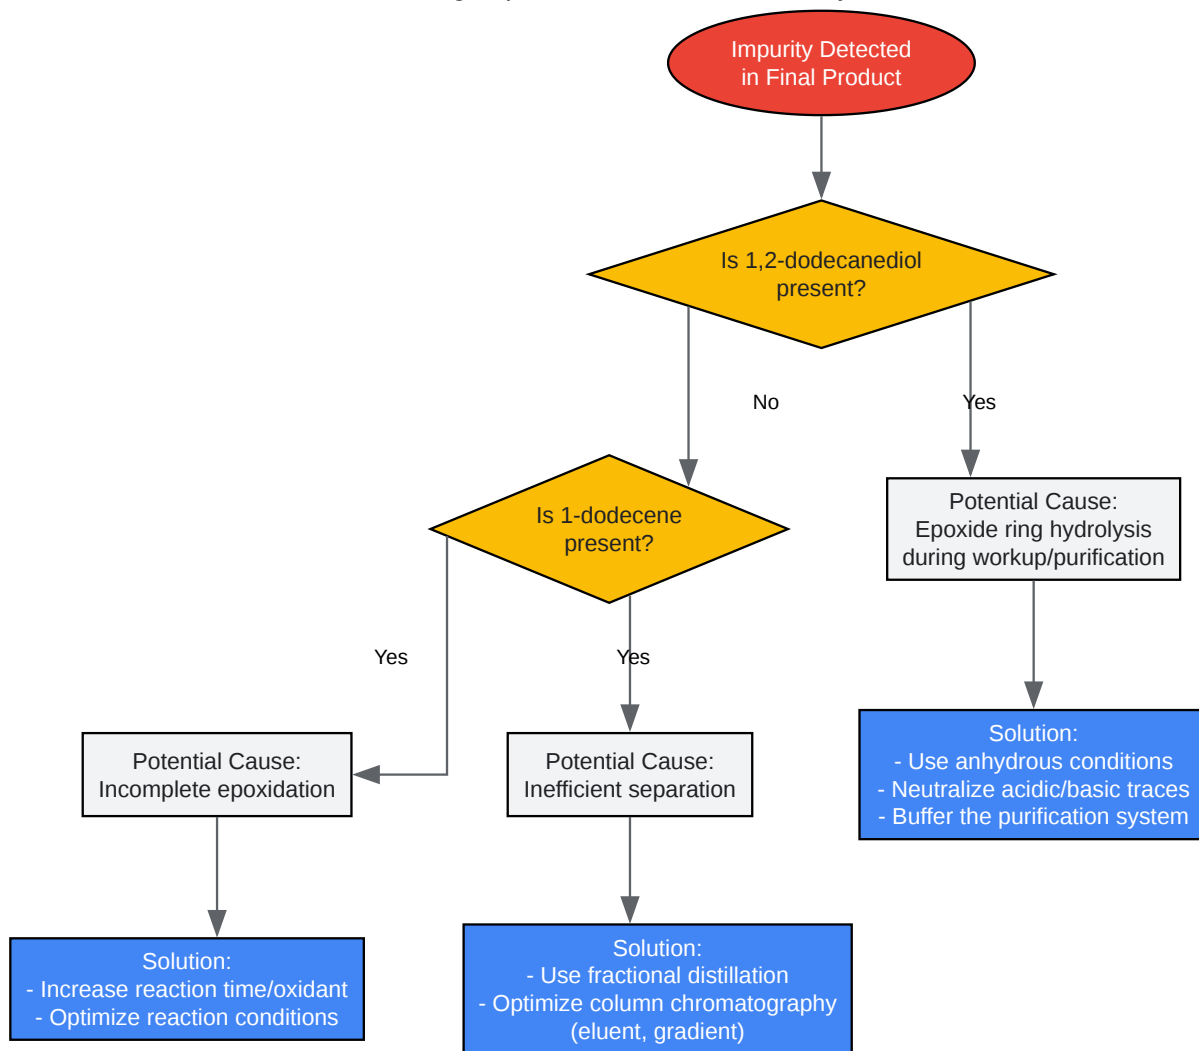 Impurity Detected
in Final Product
Is 1,2-dodecanediol
present?
No
Yes
Is 1-dodecene
present?
Potential Cause:
Epoxide ring hydrolysis
during workup/purification
Yes
Yes
Potential Cause:
Incomplete epoxidation
Potential Cause:
Inefficient separation
Solution:
- Use anhydrous conditions
- Neutralize acidic/basic traces
- Buffer the purification system
Solution:
- Increase reaction time/oxidant
- Optimize reaction conditions
Solution:
- Use fractional distillation
- Optimize column chromatography
(eluent, gradient)